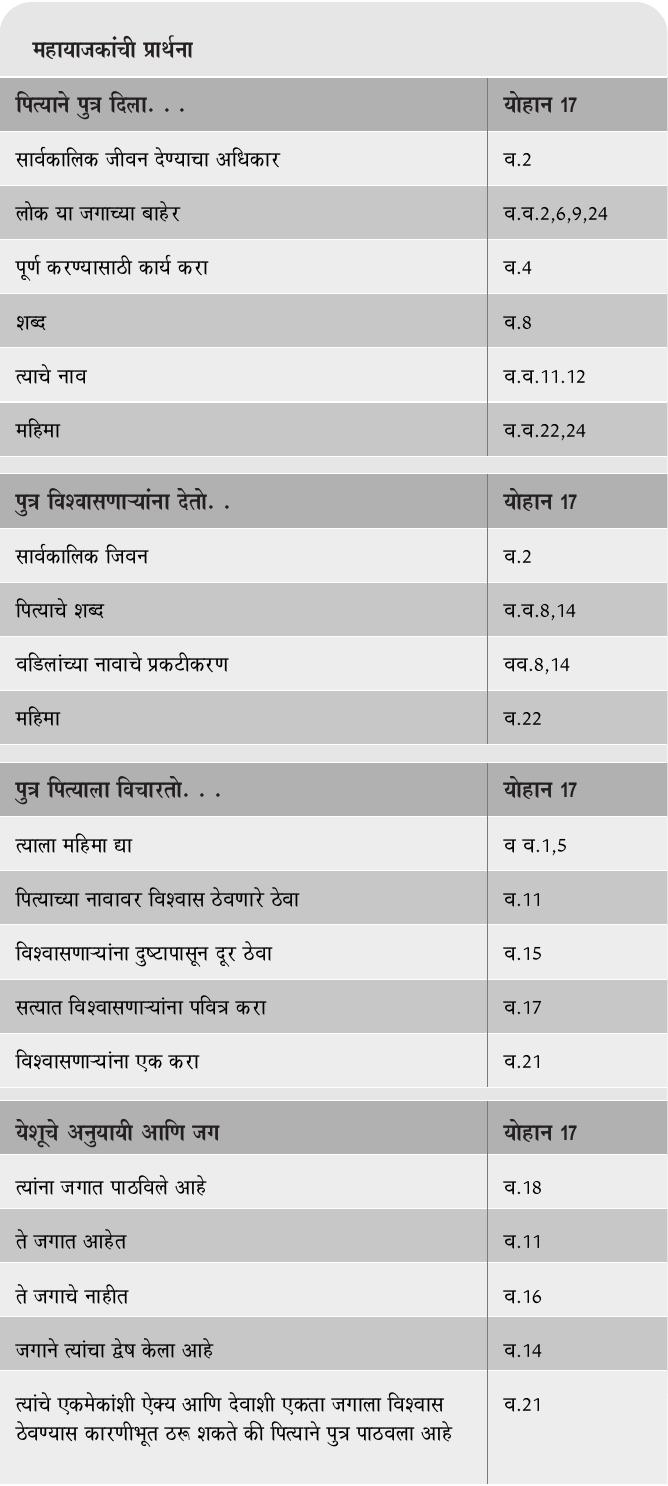 महायाजकांची प्रार्थना
पित्याने पुत्र दिला. . . योहान 17
सार्वकालिक जीवन देण्याचा अधिकार व.2
लोक या जगाच्या बाहेर व.व.2,6,9,24
पूर्ण करण्यासाठी कार्य करा व.4
शब्द व.8
त्याचे नाव व.व.11.12
महिमा व.व.22,24
पुत्र विश्वासणाऱ्यांना देतो. . योहान 17
सार्वकालिक जिवन व.2
पित्याचे शब्द व.व.8,14
वडिलांच्या नावाचे प्रकटीकरण वव.8,14
महिमा व.22
पुत्र पित्याला विचारतो. . . योहान 17
त्याला महिमा द्या व व.1,5
पित्याच्या नावावर विश्वास ठेवणारे ठेवा व.11
विश्वासणाऱ्यांना दुष्टापासून दूर ठेवा व.15
सत्यात विश्वासणाऱ्यांना पवित्र करा व.17
विश्वासणाऱ्यांना एक करा व.21
येशूचे अनुयायी आणि जग योहान 17
त्यांना जगात पाठविले आहे व.18
ते जगात आहेत व.11
ते जगाचे नाहीत व.16
जगाने त्यांचा द्वेष केला आहे व.14
त्यांचे एकमेकांशी ऐक्य आणि देवाशी एकता जगाला विश्वास व.21
ठेवण्यास कारणीभूत ठरू शकते की पित्याने पुत्र पाठवला आहे